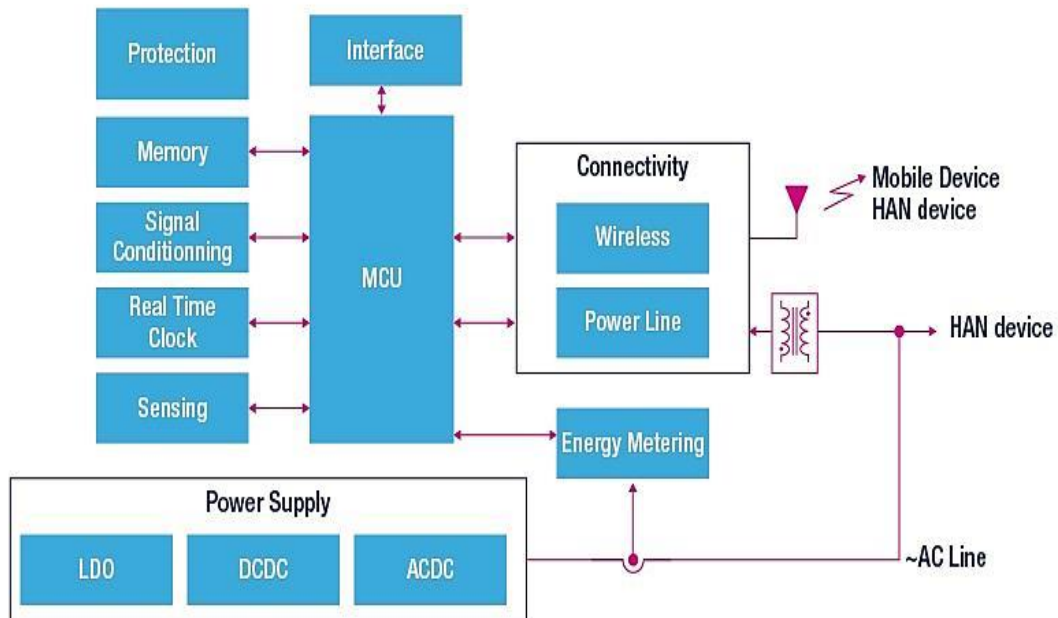 Protection
Interface
Memory
Signal
Conditionning
Real Time
Clock
Sensing
MCU
Connectivity
Wireless
Power Line
Mobile Device
HAN device
HAN device
Energy Metering
Power Supply
LDO
DCDC
ACDC
~AC Line